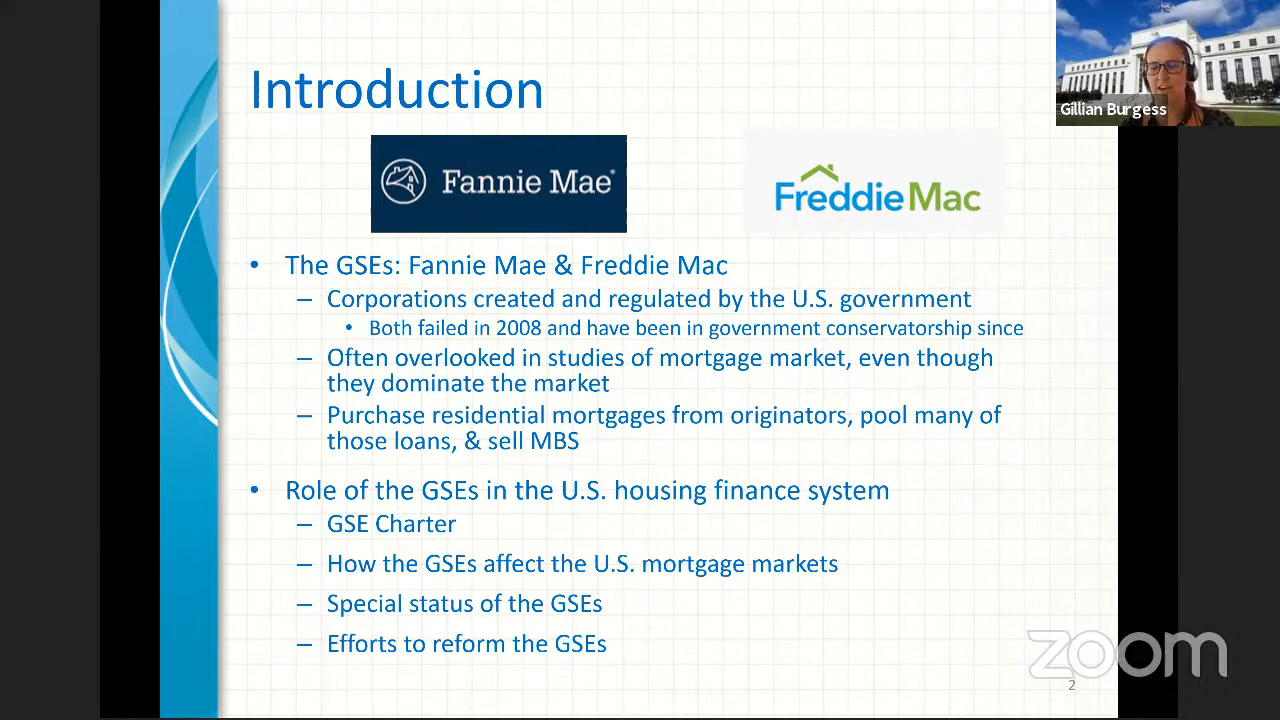 Introduction
Gillian Burgess
Fannie Mae®
Freddie Mac
• The GSEs: Fannie Mae & Freddie Mac
– Corporations created and regulated by the U.S. government
• Both failed in 2008 and have been in government conservatorship since
– Often overlooked in studies of mortgage market, even though
they dominate the market
– Purchase residential mortgages from originators, pool many of
those loans, & sell MBS
• Role of the GSEs in the U.S. housing finance system
– GSE Charter
– How the GSEs affect the U.S. mortgage markets
– Special status of the GSEs
– Efforts to reform the GSEs
zoom
2